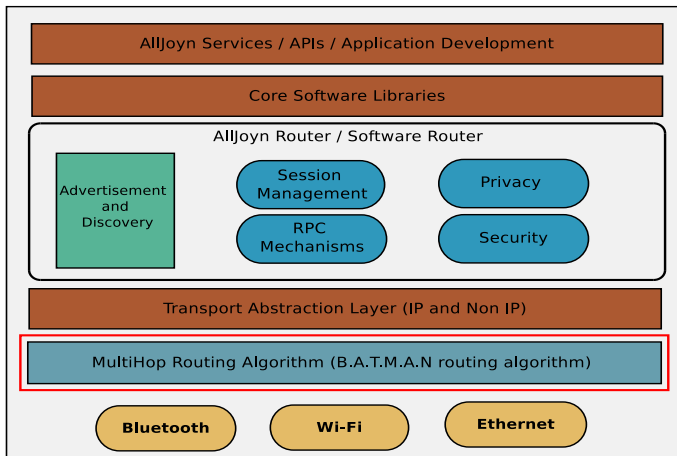 AllJoyn Services / APIs / Application Development
Core Software Libraries
AllJoyn Router / Software Router
Advertisement
and
Discovery
Session
Management
Privacy
RPC
Mechanisms
Security
Transport Abstraction Layer (IP and Non IP)
MultiHop Routing Algorithm (B.A.T.M.A.N routing algorithm)
Bluetooth
Wi-Fi
Ethernet